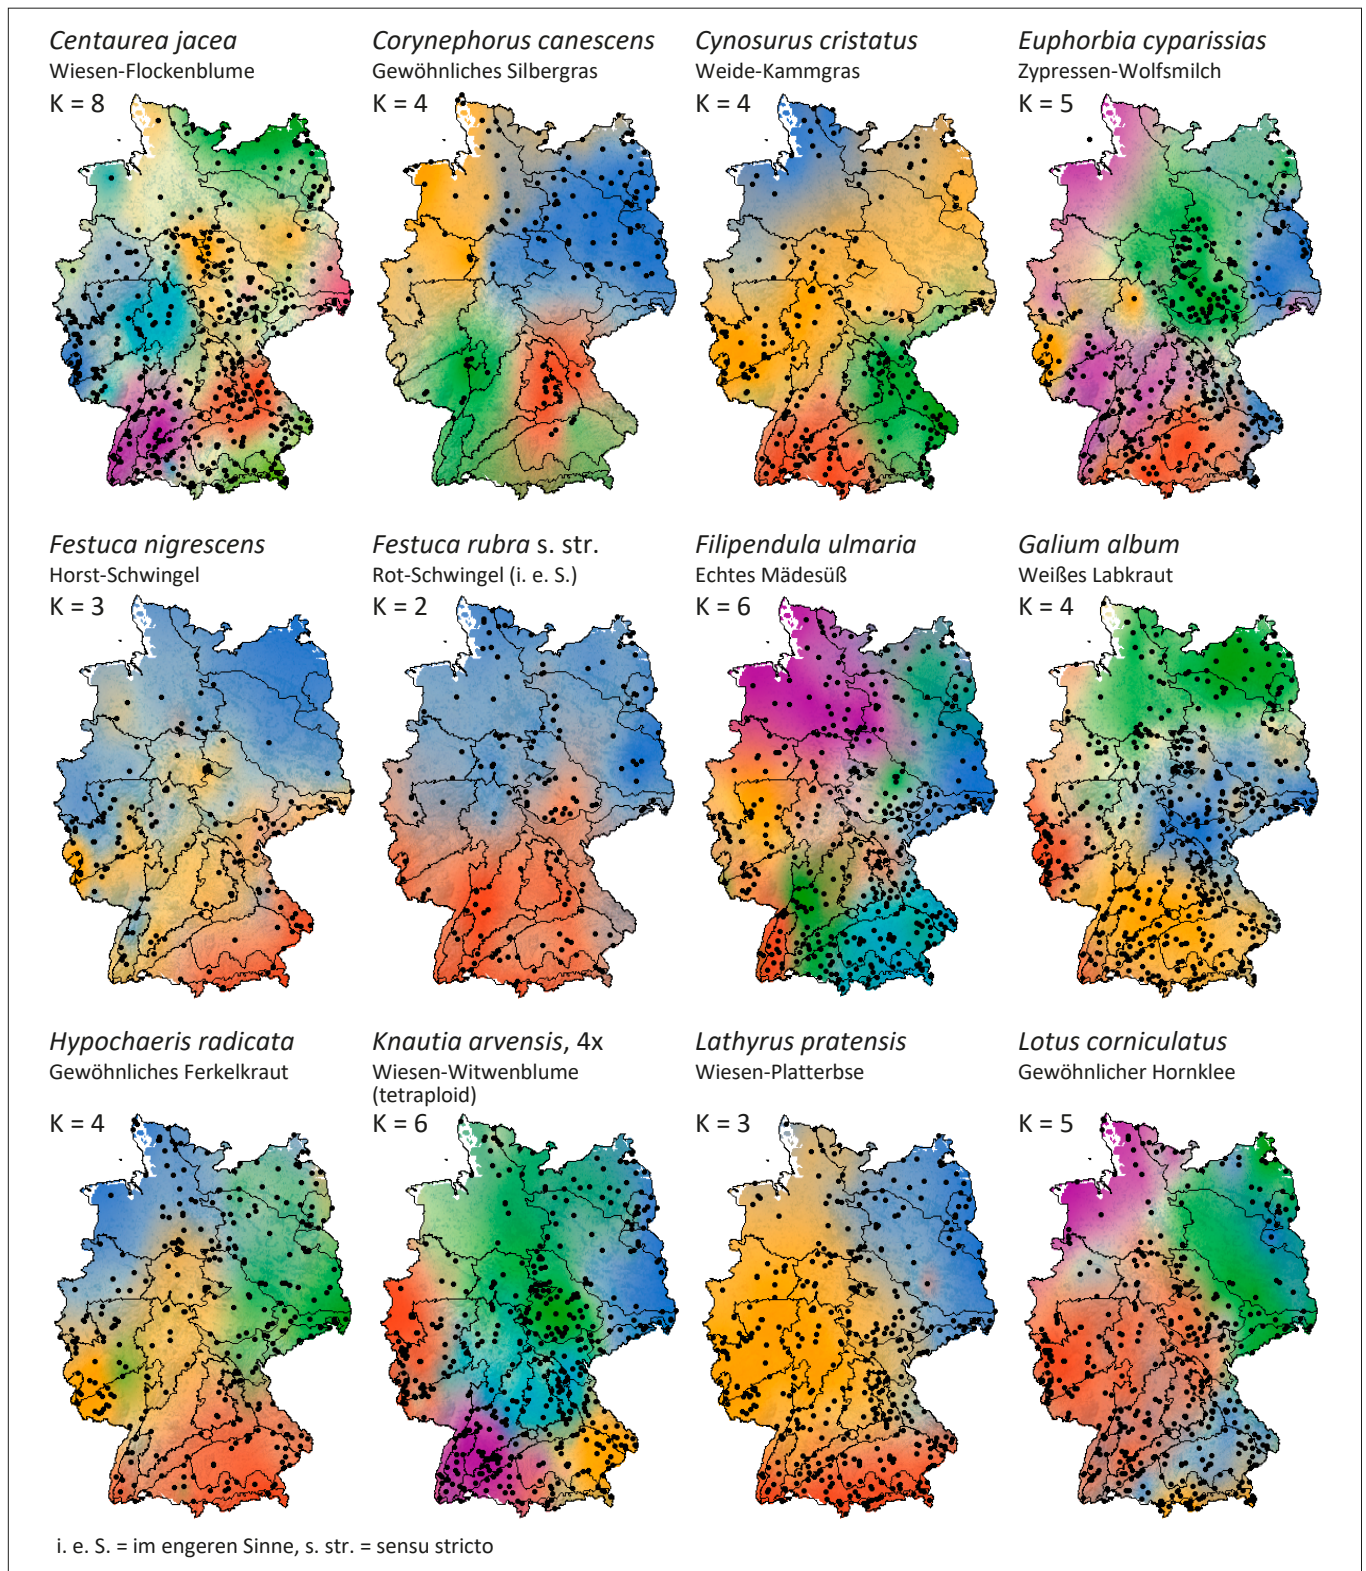 Centaurea jacea
Wiesen-Flockenblume
K = 8
Corynephorus canescens
Gewöhnliches Silbergras
K = 4
Cynosurus cristatus
Weide-Kammgras
K = 4
Euphorbia cyparissias
Zypressen-Wolfsmilch
K = 5
Festuca nigrescens
Horst-Schwingel
K = 3
Festuca rubra s. str.
Rot-Schwingel (i. e. S.)
K = 2
Filipendula ulmaria
Echtes Mädesüß
K = 6
Galium album
Weißes Labkraut
K = 4
Hypochaeris radicata
Gewöhnliches Ferkelkraut
K = 4
Knautia arvensis, 4x
Wiesen-Witwenblume
(tetraploid)
K = 6
Lathyrus pratensis
Wiesen-Platterbse
K = 3
Lotus corniculatus
Gewöhnlicher Hornklee
K = 5
i. e. S. = im engeren Sinne, s. str. = sensu stricto